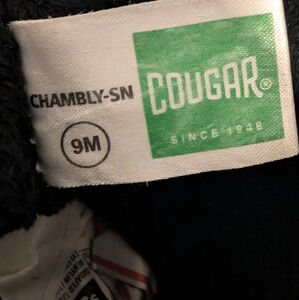 CHAMBLY-SN
9M
COUGAR®
SINCE 1948